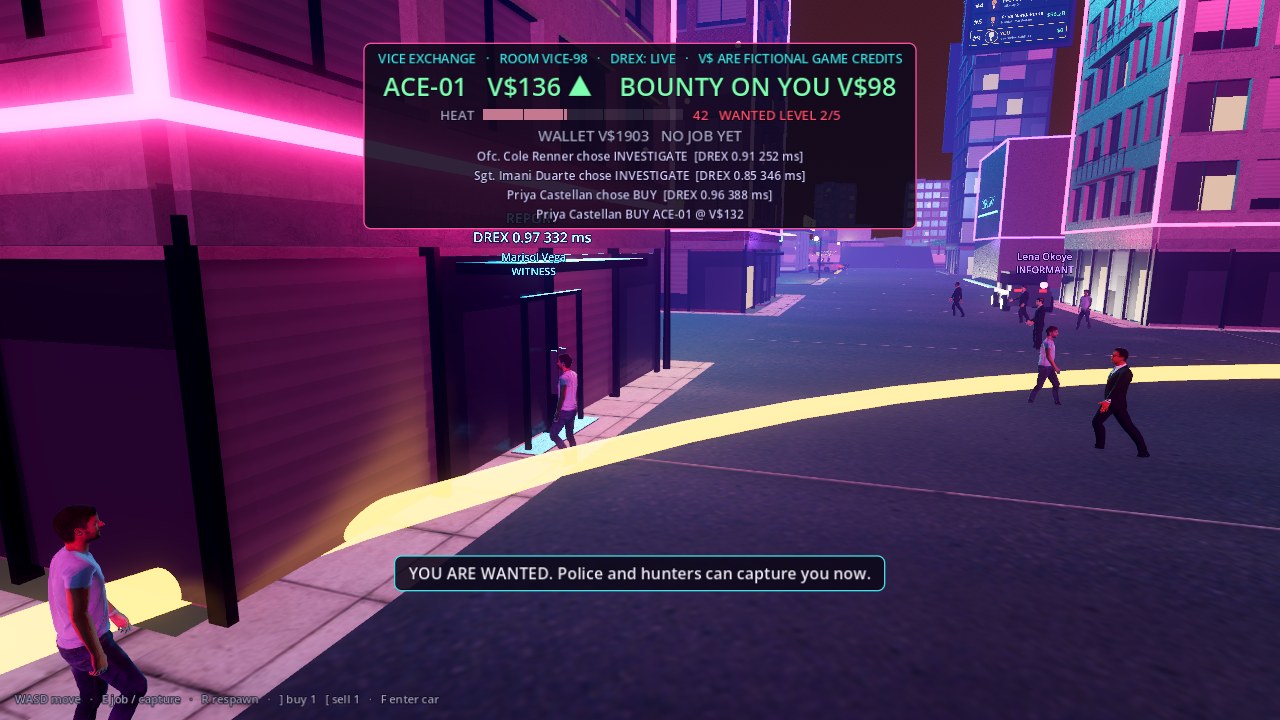 VICE EXCHANGE · ROOM VICE-98 · DREX: LIVE · V$ ARE FICTIONAL GAME CREDITS
ACE-01 V$136 ▲ BOUNTY ON YOU V$98
HEAT 42 WANTED LEVEL 2/5
WALLET V$1903 NO JOB YET
Ofc. Cole Renner chose INVESTIGATE [DREX 0.91 252 ms]
Sgt. Imani Duarte chose INVESTIGATE [DREX 0.85 346 ms]
Priya Castellan chose BUY [DREX 0.96 388 ms]
Priya Castellan BUY ACE-01 @ V$132
DREX 0.97 332 ms
Marisol Vega
WITNESS
Lena Okoye
INFORMANT
YOU
YOU ARE WANTED. Police and hunters can capture you now.
WASD move · E job / capture · R respawn · ] buy 1 [ sell 1 · F enter car